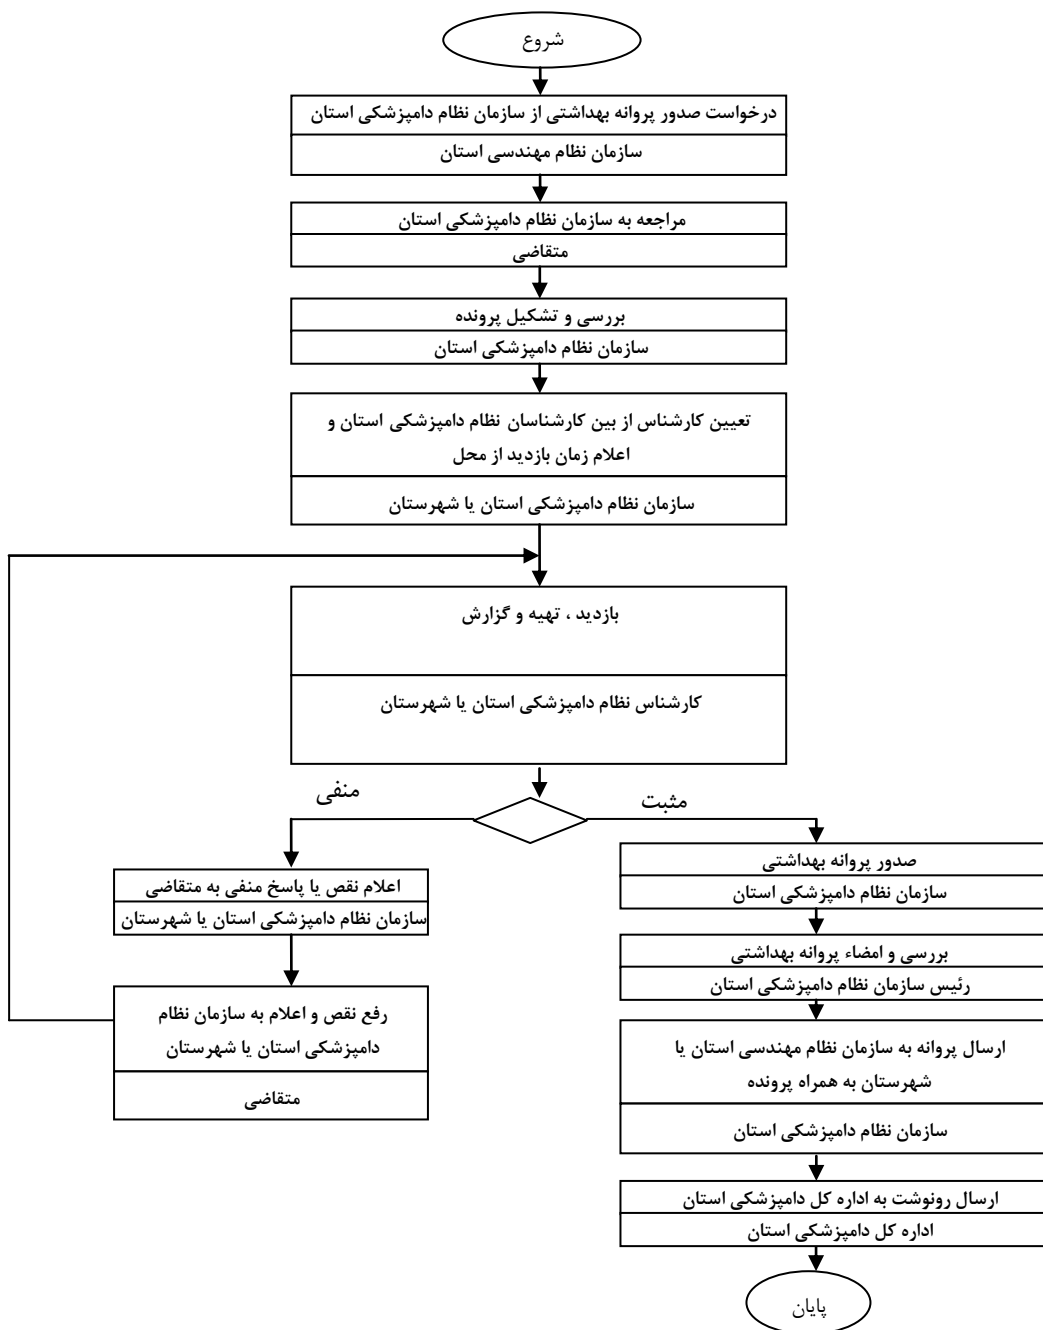 شروع
درخواست صدور پروانه بهداشتی از سازمان نظام دامپزشکی استان
سازمان نظام مهندسی استان
مراجعه به سازمان نظام دامپزشکی استان
متقاضی
بررسی و تشکیل پرونده
سازمان نظام دامپزشکی استان
تعیین کارشناس از بین کارشناسان نظام دامپزشکی استان و
اعلام زمان بازدید از محل
سازمان نظام دامپزشکی استان یا شهرستان
بازدید ، تهیه و گزارش
کارشناس نظام دامپزشکی استان یا شهرستان
مثبت
منفی
صدور پروانه بهداشتی
سازمان نظام دامپزشکی استان
بررسی و امضاء پروانه بهداشتی
رئیس سازمان نظام دامپزشکی استان
ارسال پروانه به سازمان نظام مهندسی استان یا
شهرستان به همراه پرونده
سازمان نظام دامپزشکی استان
ارسال رونوشت به اداره کل دامپزشکی استان
اداره کل دامپزشکی استان
پایان
اعلام نقص یا پاسخ منفی به متقاضی
سازمان نظام دامپزشکی استان یا شهرستان
رفع نقص و اعلام به سازمان نظام
دامپزشکی استان یا شهرستان
متقاضی